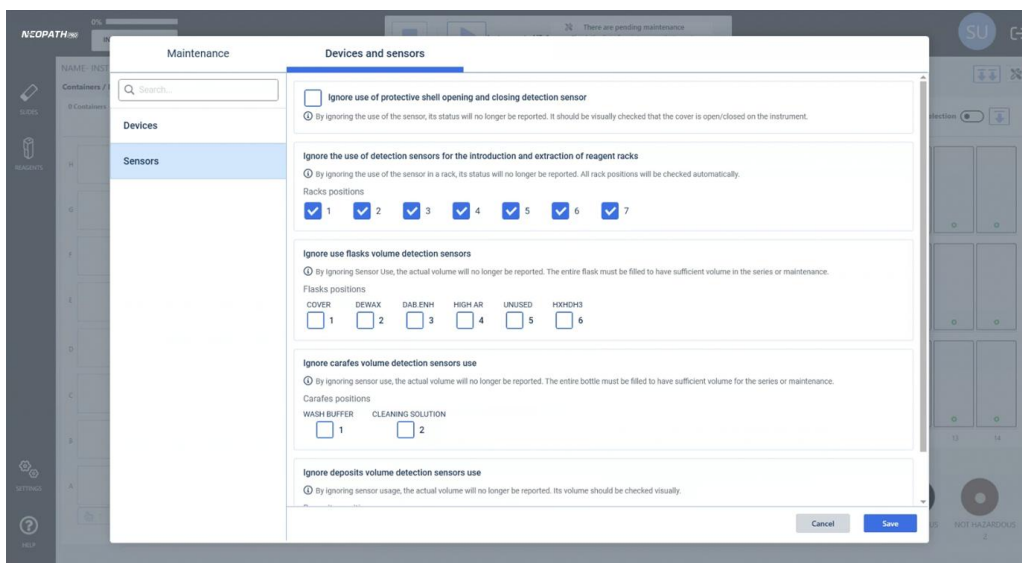 NEOPATH PRO
0%
There are pending maintenance
SU
NAME- INST
Containers /
8 Containers
SLIDES
REAGENTS
SETTINGS
HELP
H
G
F
E
D
C
B
A
13 14
NOT HAZARDOUS
2
Maintenance Devices and sensors
Search...
Devices
Sensors
Ignore use of protective shell opening and closing detection sensor
By ignoring the use of the sensor, its status will no longer be reported. It should be visually checked that the cover is open/closed on the instrument.
Ignore the use of detection sensors for the introduction and extraction of reagent racks
By ignoring the use of the sensor in a rack, its status will no longer be reported. All rack positions will be checked automatically.
Racks positions
1 2 3 4 5 6 7
Ignore use flasks volume detection sensors
By Ignoring Sensor Use, the actual volume will no longer be reported. The entire flask must be filled to have sufficient volume in the series or maintenance.
Flasks positions
COVER DEWAX DAB.ENH HIGH AR UNUSED HXHDH3
1 2 3 4 5 6
Ignore carafes volume detection sensors use
By ignoring sensor use, the actual volume will no longer be reported. The entire bottle must be filled to have sufficient volume for the series or maintenance.
Carafes positions
WASH BUFFER CLEANING SOLUTION
1 2
Ignore deposits volume detection sensors use
By ignoring sensor usage, the actual volume will no longer be reported. Its volume should be checked visually.
Cancel Save